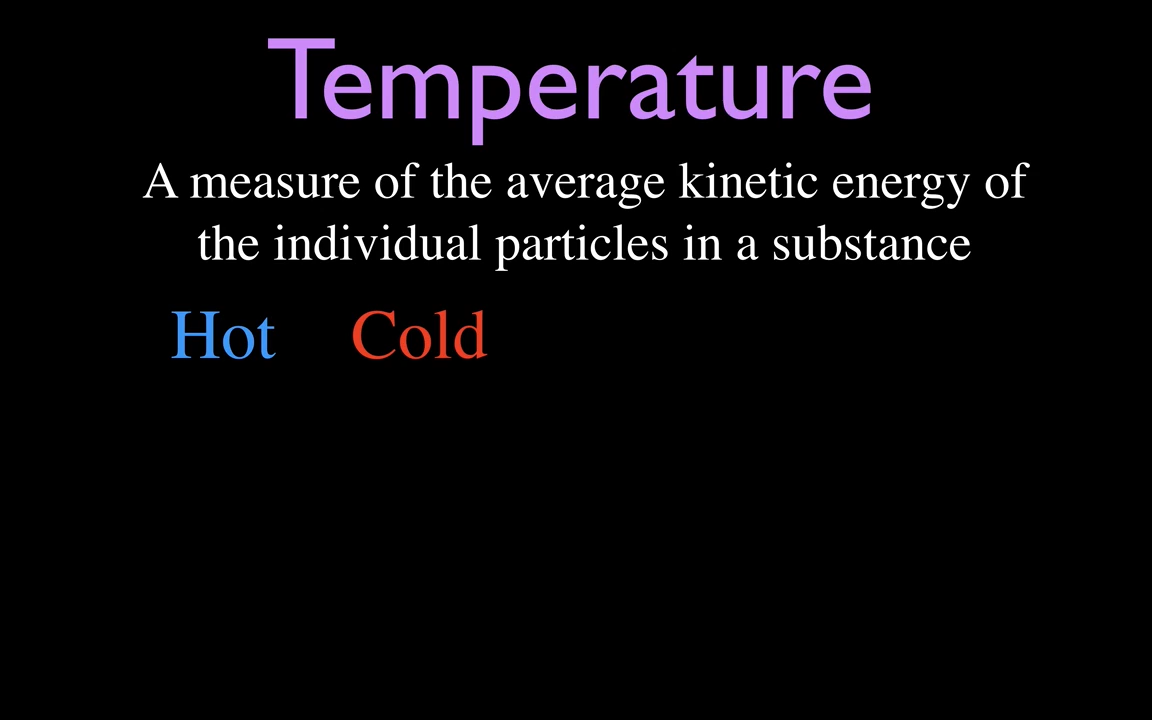 Temperature
A measure of the average kinetic energy of
the individual particles in a substance
Hot Cold